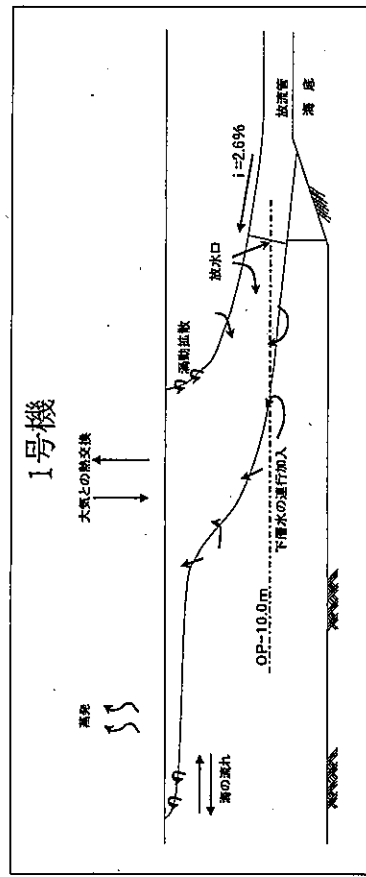 1号機
大気との熱交換
蒸発
渦動拡散
放水口
i=2.6%
放流管
海底
海の流れ
下層水の連行加入
OP-10.0m